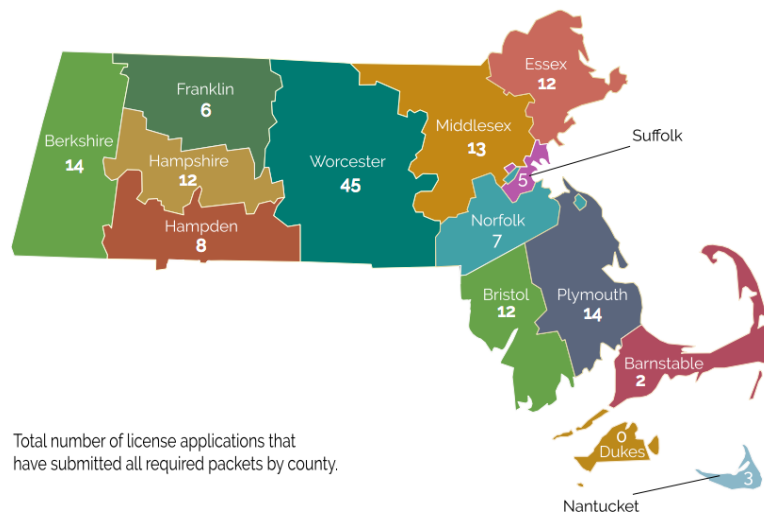 Essex
12
Franklin
6
Suffolk
Middlesex
13
Berkshire
14
Hampshire
12
Worcester
45
5
Norfolk
7
Hampden
8
Bristol
12
Plymouth
14
Barnstable
2
Total number of license applications that
have submitted all required packets by county.
0
Dukes
3
Nantucket